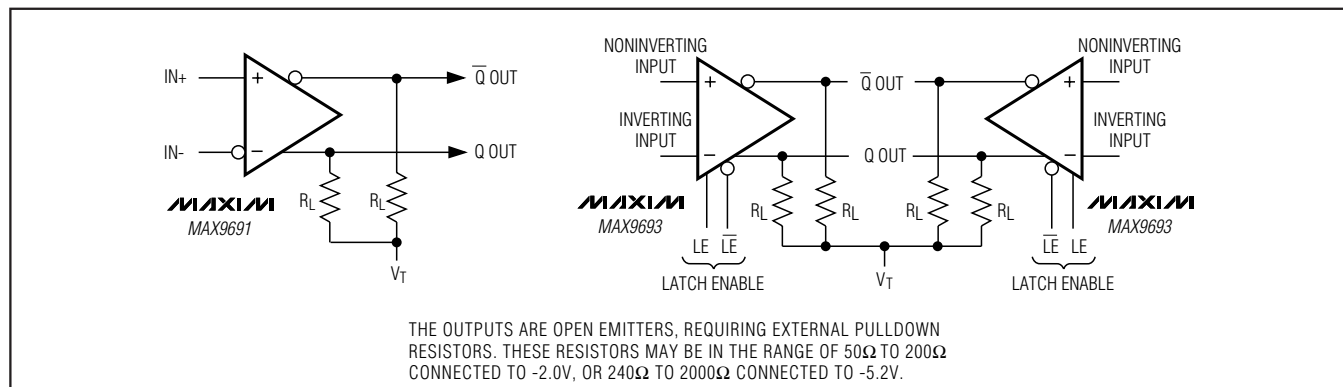 IN+
IN-
+
−
Q̅ OUT
Q OUT
RL
RL
VT
MAXIM
MAX9691
NONINVERTING
INPUT
INVERTING
INPUT
+
−
MAXIM
MAX9693
LE L̅E̅
LATCH ENABLE
Q̅ OUT
Q OUT
RL
RL
RL
RL
VT
NONINVERTING
INPUT
INVERTING
INPUT
+
−
MAXIM
MAX9693
L̅E̅ LE
LATCH ENABLE
THE OUTPUTS ARE OPEN EMITTERS, REQUIRING EXTERNAL PULLDOWN
RESISTORS. THESE RESISTORS MAY BE IN THE RANGE OF 50Ω TO 200Ω
CONNECTED TO -2.0V, OR 240Ω TO 2000Ω CONNECTED TO -5.2V.